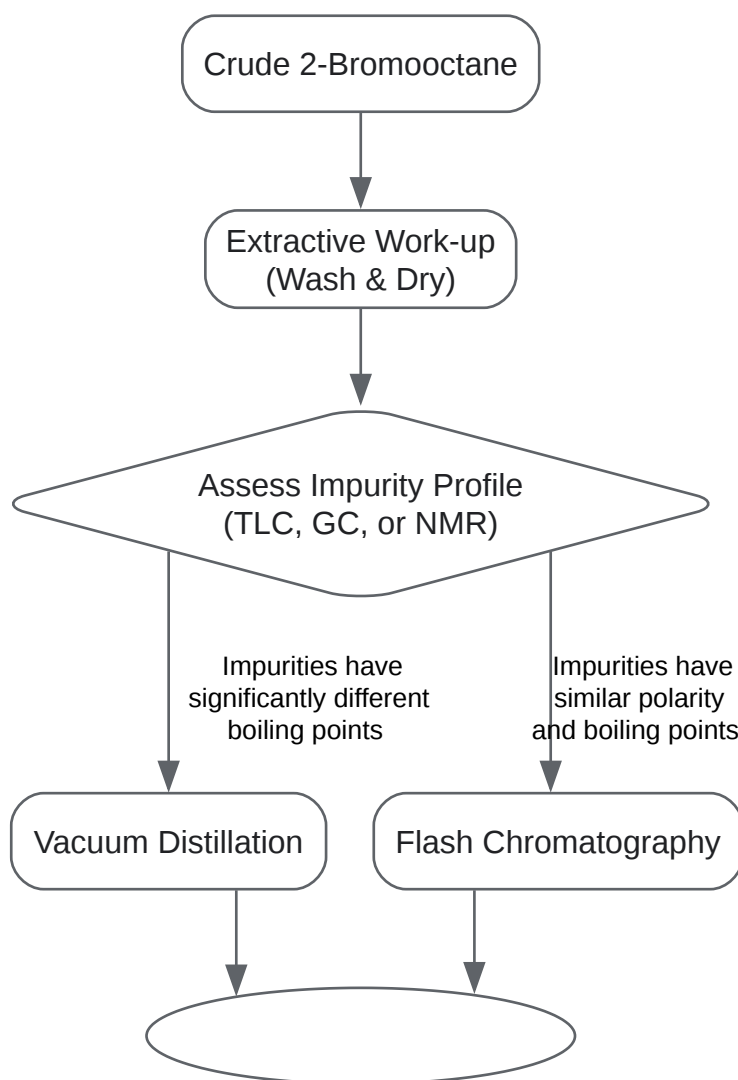 Crude 2-Bromooctane
Extractive Work-up
(Wash & Dry)
Assess Impurity Profile
(TLC, GC, or NMR)
Impurities have
significantly different
boiling points
Impurities have
similar polarity
and boiling points
Vacuum Distillation
Flash Chromatography